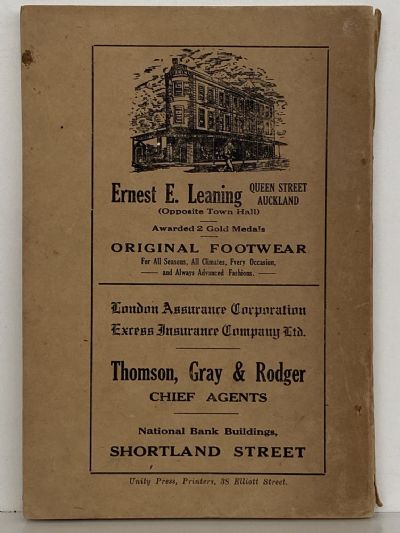 Ernest E. Leaning QUEEN STREET AUCKLAND
(Opposite Town Hall)
Awarded 2 Gold Medals
ORIGINAL FOOTWEAR
For All Seasons, All Climates, Every Occasion,
and Always Advanced Fashions.
London Assurance Corporation
Excess Insurance Company Ltd.
Thomson, Gray & Rodger
CHIEF AGENTS
National Bank Buildings,
SHORTLAND STREET
Unity Press, Printers, 38 Elliott Street.